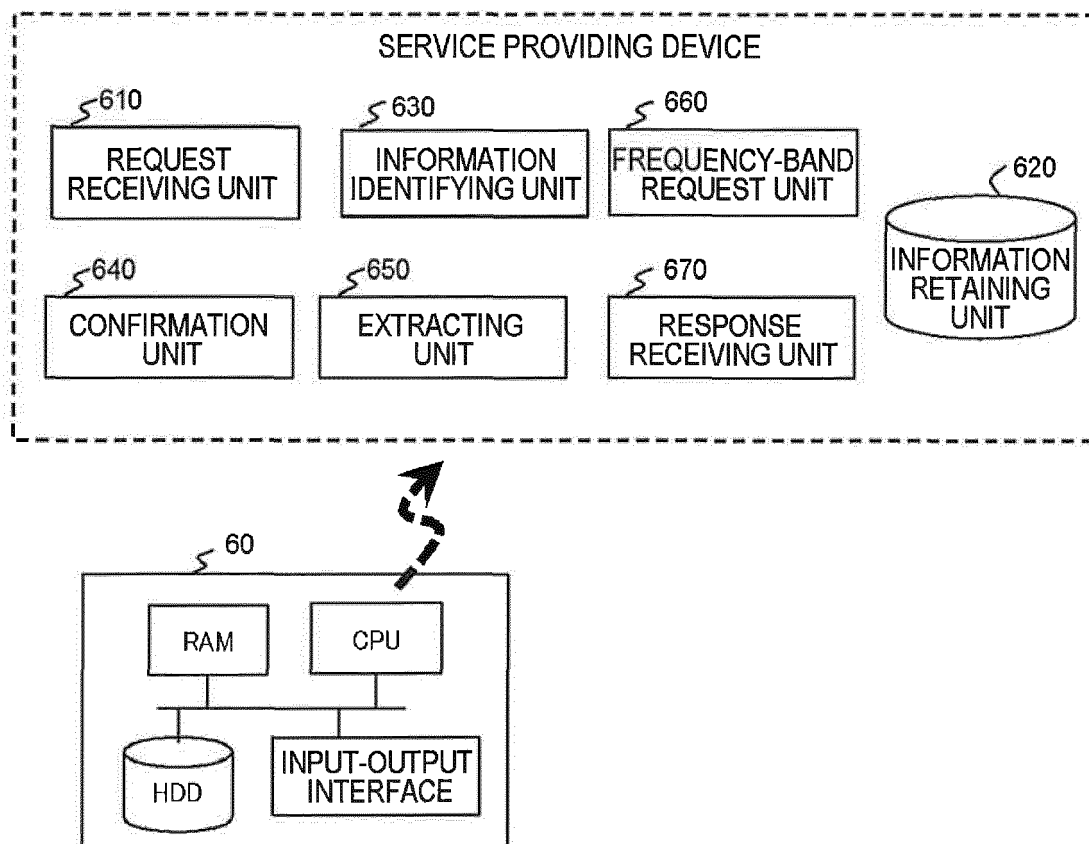 SERVICE PROVIDING DEVICE
610
REQUEST
RECEIVING UNIT
630
INFORMATION
IDENTIFYING UNIT
660
FREQUENCY-BAND
REQUEST UNIT
620
INFORMATION
RETAINING
UNIT
640
CONFIRMATION
UNIT
650
EXTRACTING
UNIT
670
RESPONSE
RECEIVING UNIT
60
RAM
CPU
HDD
INPUT-OUTPUT
INTERFACE